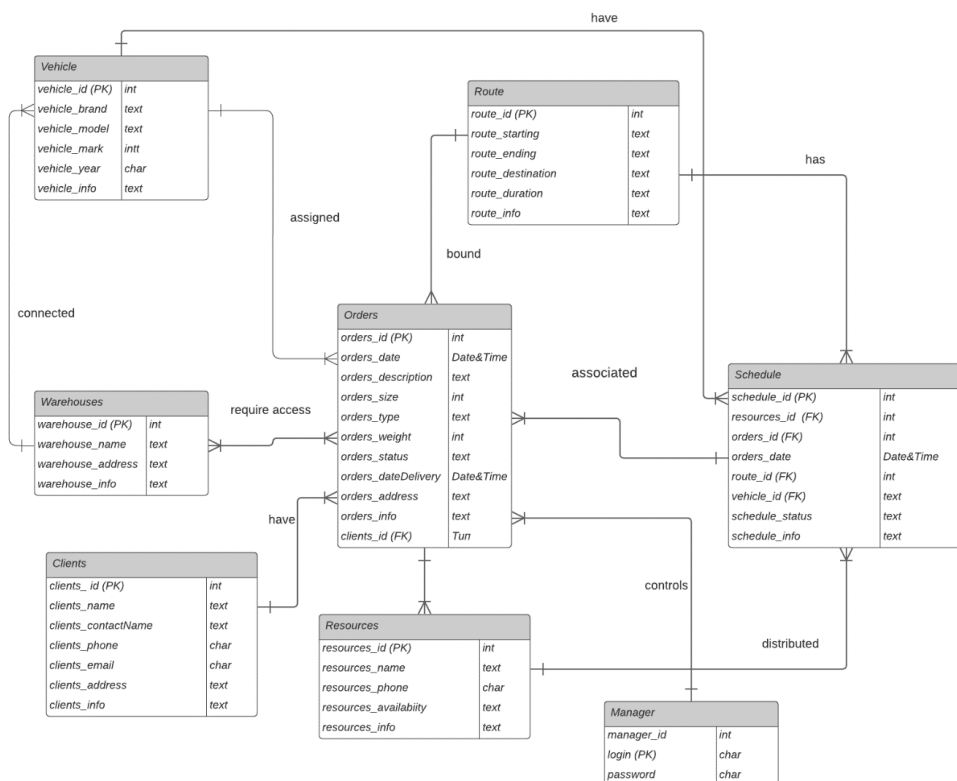 have
Vehicle
vehicle_id (PK) int
vehicle_brand text
vehicle_model text
vehicle_mark intt
vehicle_year char
vehicle_info text
Route
route_id (PK) int
route_starting text
route_ending text
route_destination text
route_duration text
route_info text
has
assigned
bound
connected
Orders
orders_id (PK) int
orders_date Date&Time
orders_description text
orders_size int
orders_type text
orders_weight int
orders_status text
orders_dateDelivery Date&Time
orders_address text
orders_info text
clients_id (FK) Тип
associated
Schedule
schedule_id (PK) int
resources_id (FK) int
orders_id (FK) int
orders_date Date&Time
route_id (FK) int
vehicle_id (FK) text
schedule_status text
schedule_info text
Warehouses
warehouse_id (PK) int
warehouse_name text
warehouse_address text
warehouse_info text
require access
have
Clients
clients_ id (PK) int
clients_name text
clients_contactName text
clients_phone char
clients_email char
clients_address text
clients_info text
controls
Resources
resources_id (PK) int
resources_name text
resources_phone char
resources_availabiity text
resources_info text
distributed
Manager
manager_id int
login (PK) char
password char